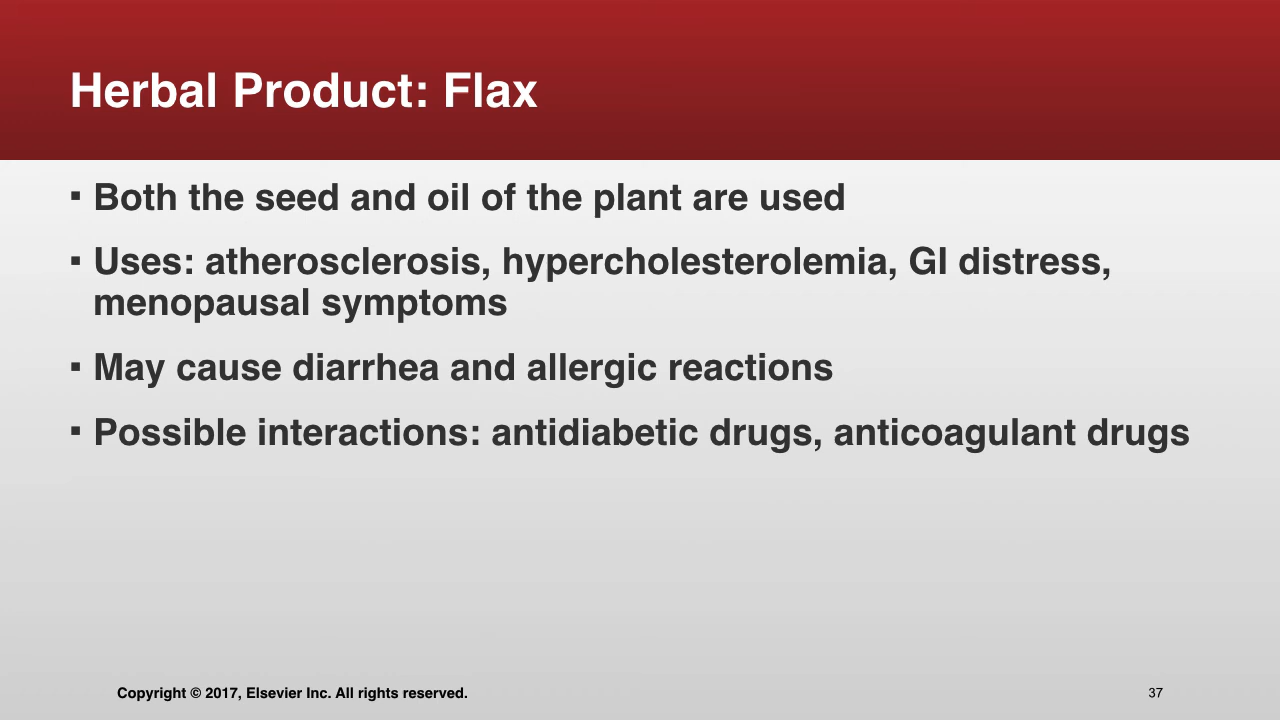 Herbal Product: Flax
▪ Both the seed and oil of the plant are used
▪ Uses: atherosclerosis, hypercholesterolemia, GI distress,
menopausal symptoms
▪ May cause diarrhea and allergic reactions
▪ Possible interactions: antidiabetic drugs, anticoagulant drugs
Copyright © 2017, Elsevier Inc. All rights reserved.
37